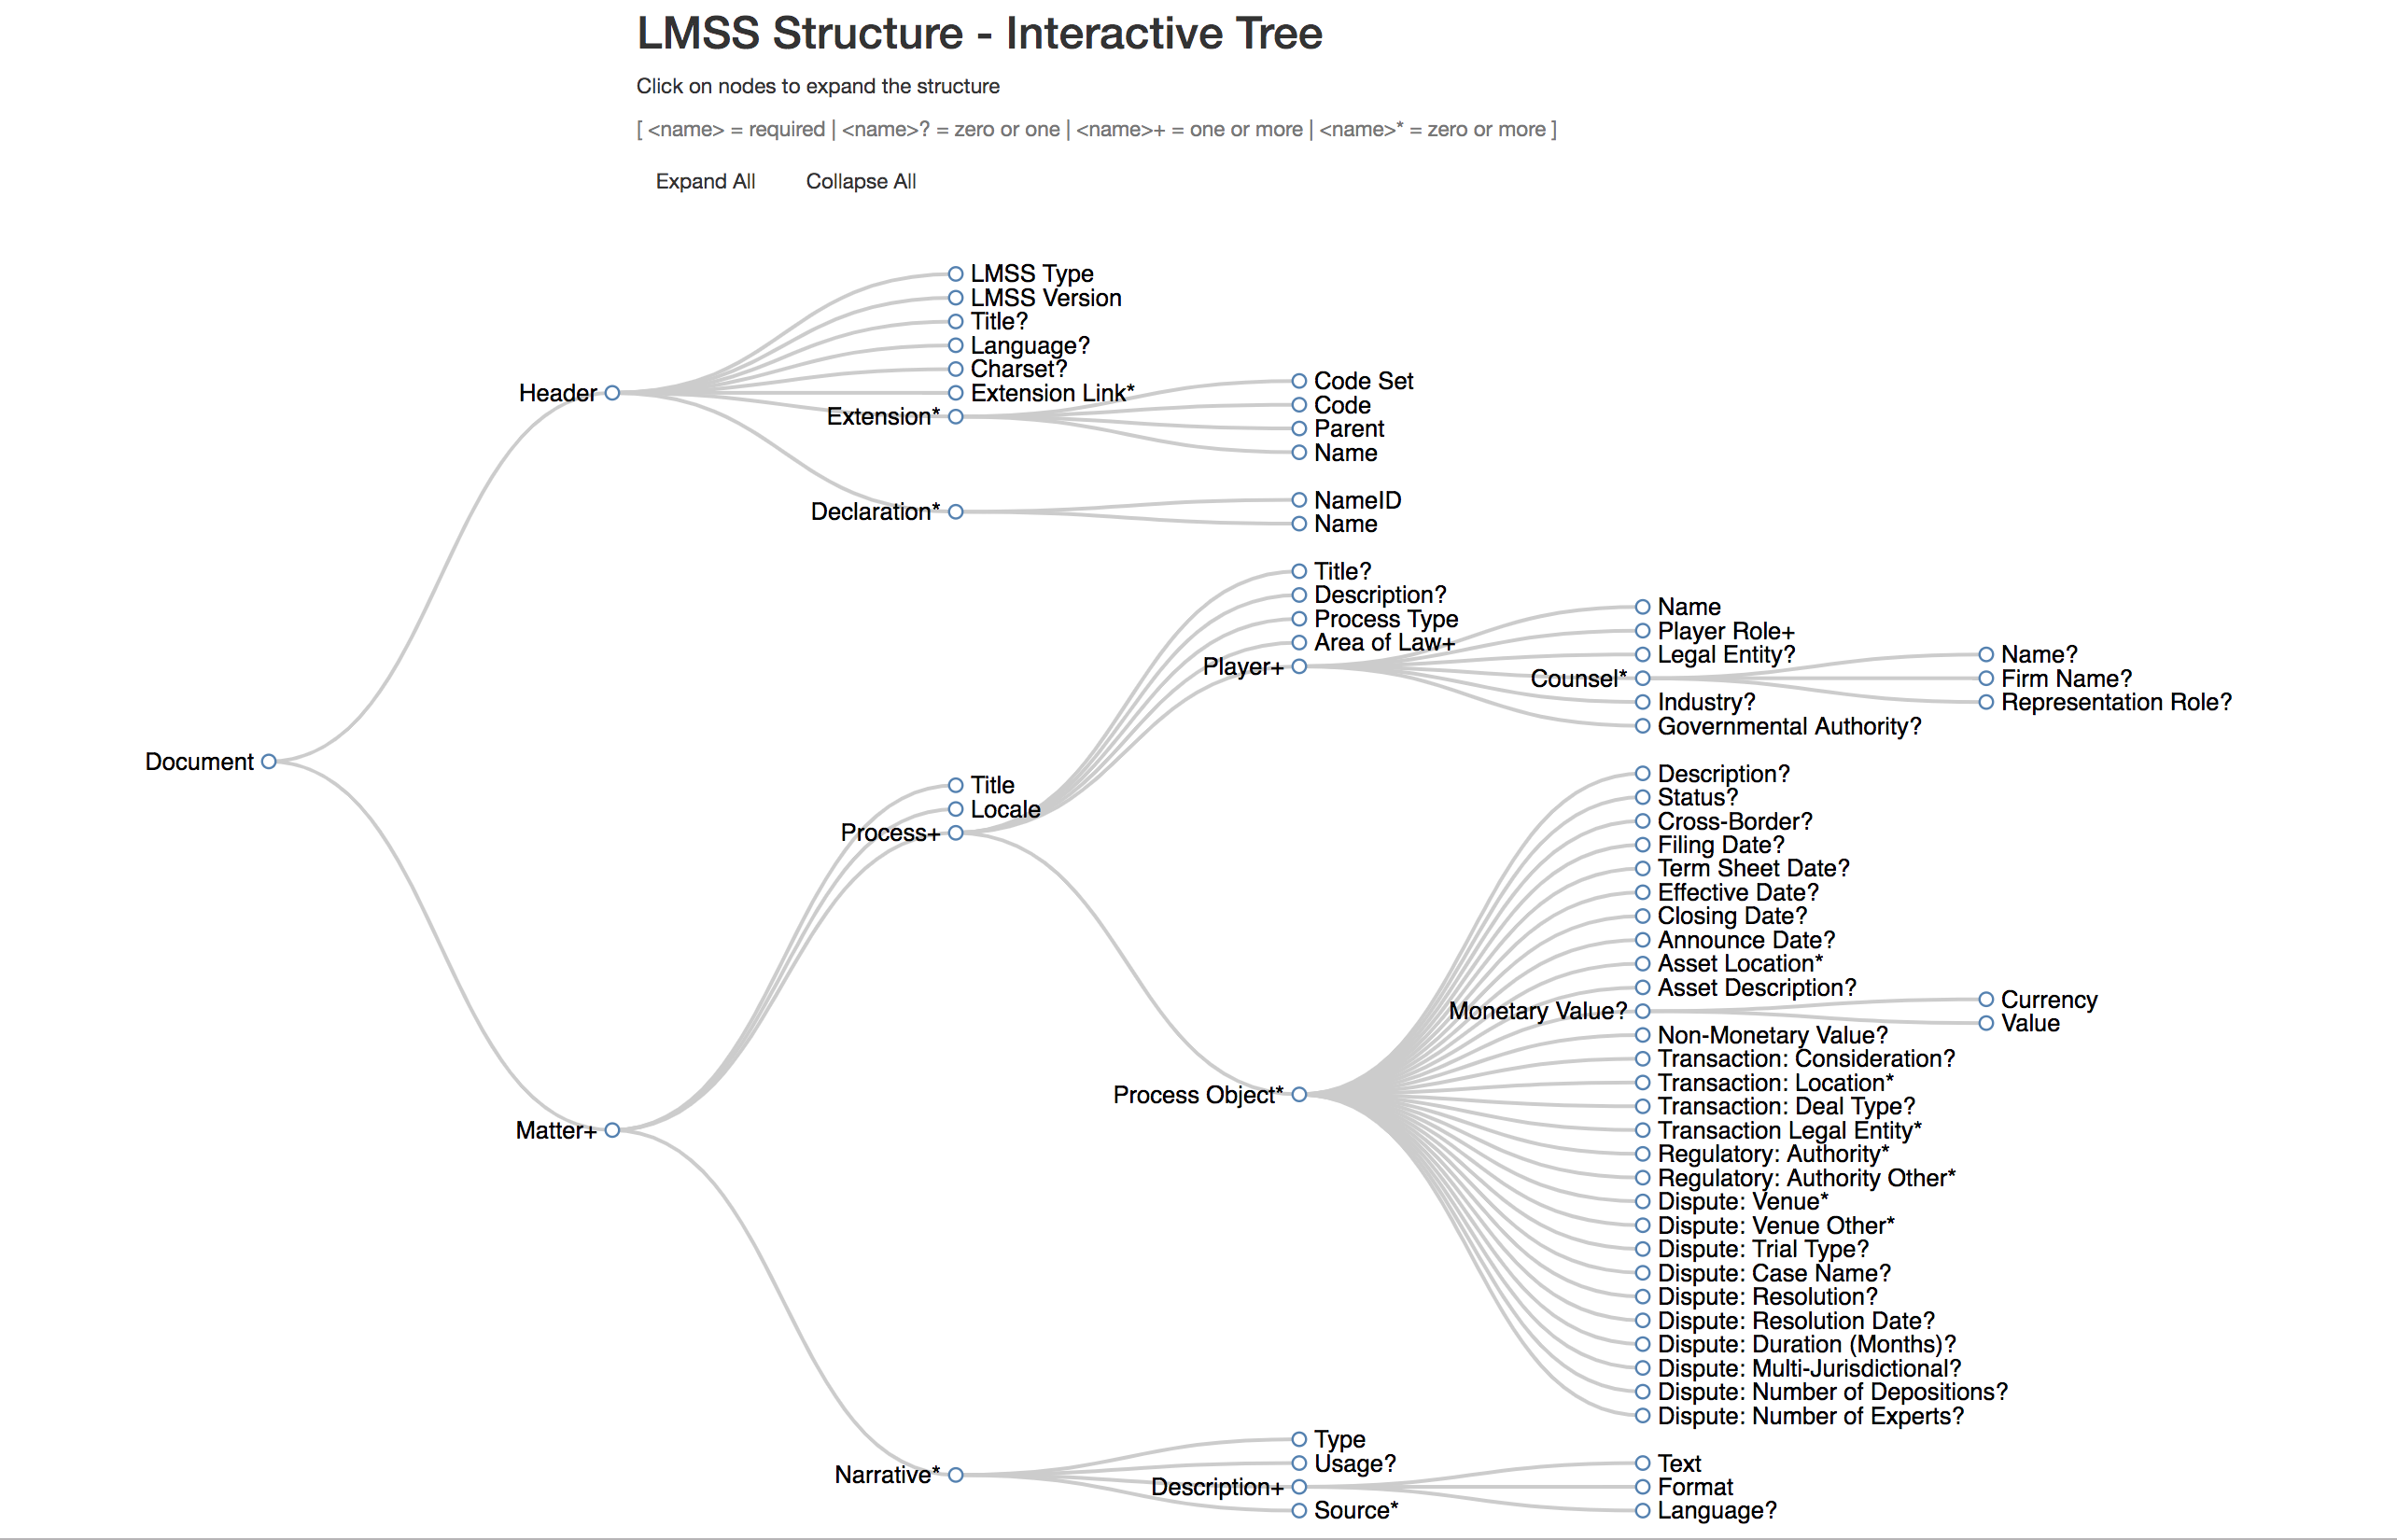 LMSS Structure - Interactive Tree
Click on nodes to expand the structure
[ <name> = required | <name>? = zero or one | <name>+ = one or more | <name>* = zero or more ]
Expand All
Collapse All
Document
Header
LMSS Type
LMSS Version
Title?
Language?
Charset?
Extension Link*
Extension*
Code Set
Code
Parent
Name
Declaration*
NameID
Name
Matter+
Title
Locale
Process+
Title?
Description?
Process Type
Area of Law+
Player+
Name
Player Role+
Legal Entity?
Counsel*
Name?
Firm Name?
Representation Role?
Industry?
Governmental Authority?
Process Object*
Description?
Status?
Cross-Border?
Filing Date?
Term Sheet Date?
Effective Date?
Closing Date?
Announce Date?
Asset Location*
Asset Description?
Monetary Value?
Currency
Value
Non-Monetary Value?
Transaction: Consideration?
Transaction: Location*
Transaction: Deal Type?
Transaction Legal Entity*
Regulatory: Authority*
Regulatory: Authority Other*
Dispute: Venue*
Dispute: Venue Other*
Dispute: Trial Type?
Dispute: Case Name?
Dispute: Resolution?
Dispute: Resolution Date?
Dispute: Duration (Months)?
Dispute: Multi-Jurisdictional?
Dispute: Number of Depositions?
Dispute: Number of Experts?
Narrative*
Type
Usage?
Description+
Text
Format
Language?
Source*